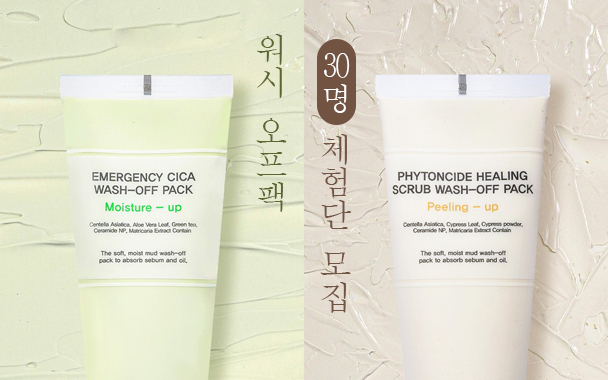 워시 오프팩
30명 체험단 모집
EMERGENCY CICA
WASH-OFF PACK
Moisture - up
Centella Asiatica, Aloe Vera Leaf, Green tea,
Ceramide NP, Matricaria Extract Contain
The soft, moist mud wash-off
pack to absorb sebum and oil.
PHYTONCIDE HEALING
SCRUB WASH-OFF PACK
Peeling - up
Centella Asiatica, Cypress Leaf, Cypress powder,
Ceramide NP, Matricaria Extract Contain
The soft, moist mud wash-off
pack to absorb sebum and oil.